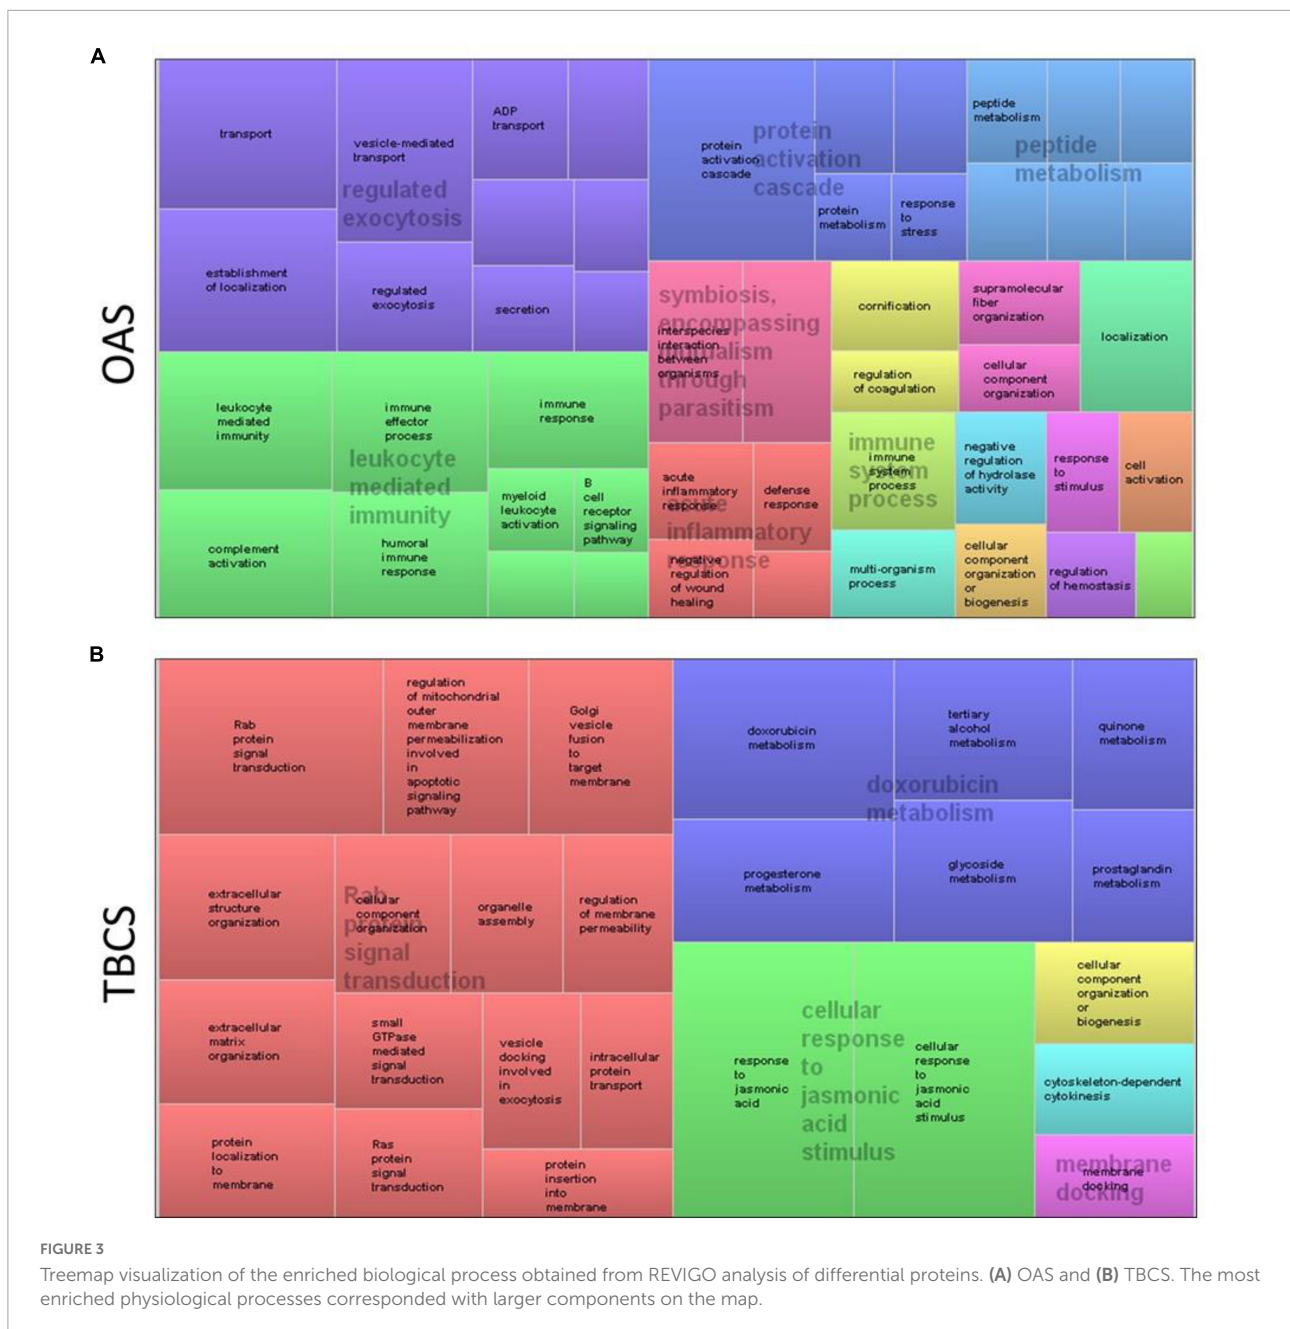 A
OAS
transport
vesicle-mediated
transport
ADP
transport
regulated
exocytosis
establishment
of localization
regulated
exocytosis
secretion
leukocyte
mediated
immunity
immune
effector
process
immune
response
leukocyte
mediated
immunity
myeloid
leukocyte
activation
B
cell
receptor
signaling
pathway
complement
activation
humoral
immune
response
protein
activation
cascade
protein
activation
cascade
protein
metabolism
response
to
stress
peptide
metabolism
peptide
metabolism
symbiosis,
encompassing
mutualism
through
parasitism
interspecies
interaction
between
organisms
acute
inflammatory
response
defense
response
acute
inflammatory
response
negative
regulation
of wound
healing
cornification
regulation
of coagulation
supramolecular
fiber
organization
cellular
component
organization
localization
immune
system
process
immune
system
process
negative
regulation
of hydrolase
activity
response
to
stimulus
cell
activation
multi-organism
process
cellular
component
organization
or
biogenesis
regulation
of hemostasis
B
TBCS
Rab
protein
signal
transduction
regulation
of mitochondrial
outer
membrane
permeabilization
involved
in
apoptotic
signaling
pathway
Golgi
vesicle
fusion
to
target
membrane
extracellular
structure
organization
Rab
protein
signal
transduction
cellular
component
organization
organelle
assembly
regulation
of membrane
permeability
extracellular
matrix
organization
small
GTPase
mediated
signal
transduction
vesicle
docking
involved
in
exocytosis
intracellular
protein
transport
protein
localization
to
membrane
Ras
protein
signal
transduction
protein
insertion
into
membrane
doxorubicin
metabolism
tertiary
alcohol
metabolism
quinone
metabolism
doxorubicin
metabolism
progesterone
metabolism
glycoside
metabolism
prostaglandin
metabolism
response
to
jasmonic
acid
cellular
response
to
jasmonic
acid
stimulus
cellular
response
to
jasmonic
acid
stimulus
cellular
component
organization
or
biogenesis
cytoskeleton-dependent
cytokinesis
membrane
docking
membrane
docking
FIGURE 3
Treemap visualization of the enriched biological process obtained from REVIGO analysis of differential proteins. (A) OAS and (B) TBCS. The most
enriched physiological processes corresponded with larger components on the map.